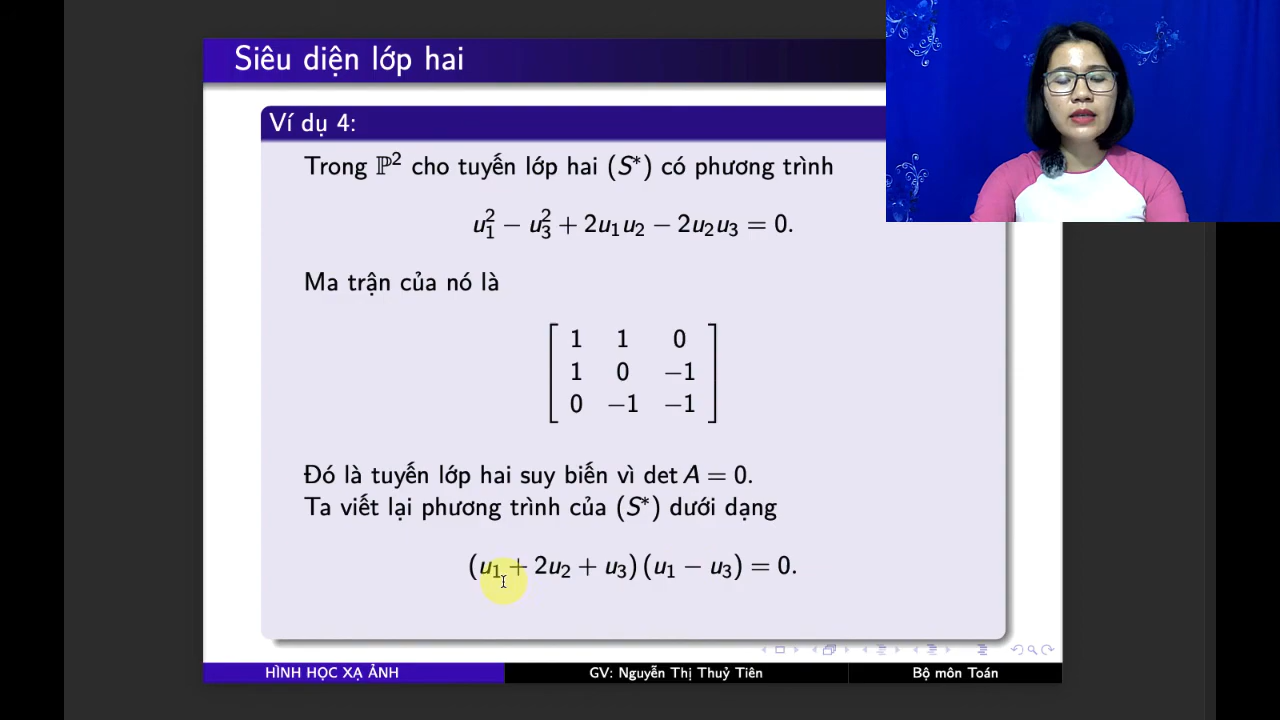 Siêu diện lớp hai
Ví dụ 4:
Trong ℙ² cho tuyến lớp hai (S*) có phương trình
u₁² − u₃² + 2u₁u₂ − 2u₂u₃ = 0.
Ma trận của nó là
1 1 0
1 0 −1
0 −1 −1
Đó là tuyến lớp hai suy biến vì det A = 0.
Ta viết lại phương trình của (S*) dưới dạng
(u₁ + 2u₂ + u₃) (u₁ − u₃) = 0.
HÌNH HỌC XẠ ẢNH
GV: Nguyễn Thị Thuỷ Tiên
Bộ môn Toán